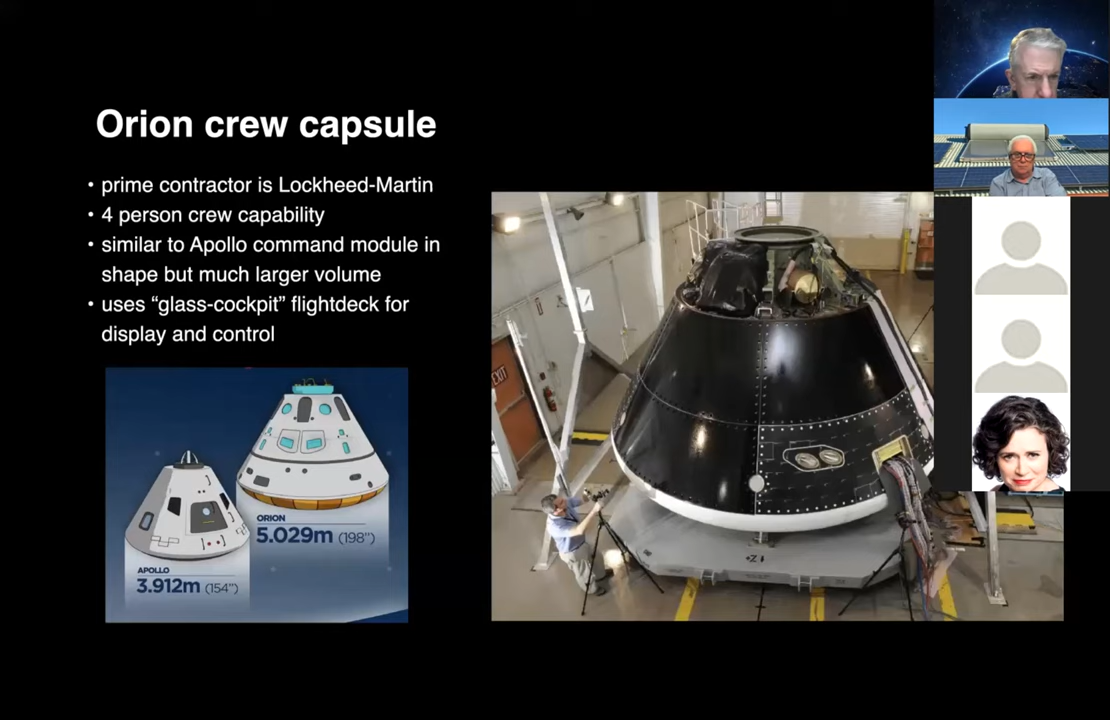 Orion crew capsule
• prime contractor is Lockheed-Martin
• 4 person crew capability
• similar to Apollo command module in
shape but much larger volume
• uses “glass-cockpit” flightdeck for
display and control
ORION
5.029m (198”)
APOLLO
3.912m (154”)
EXIT
+Z